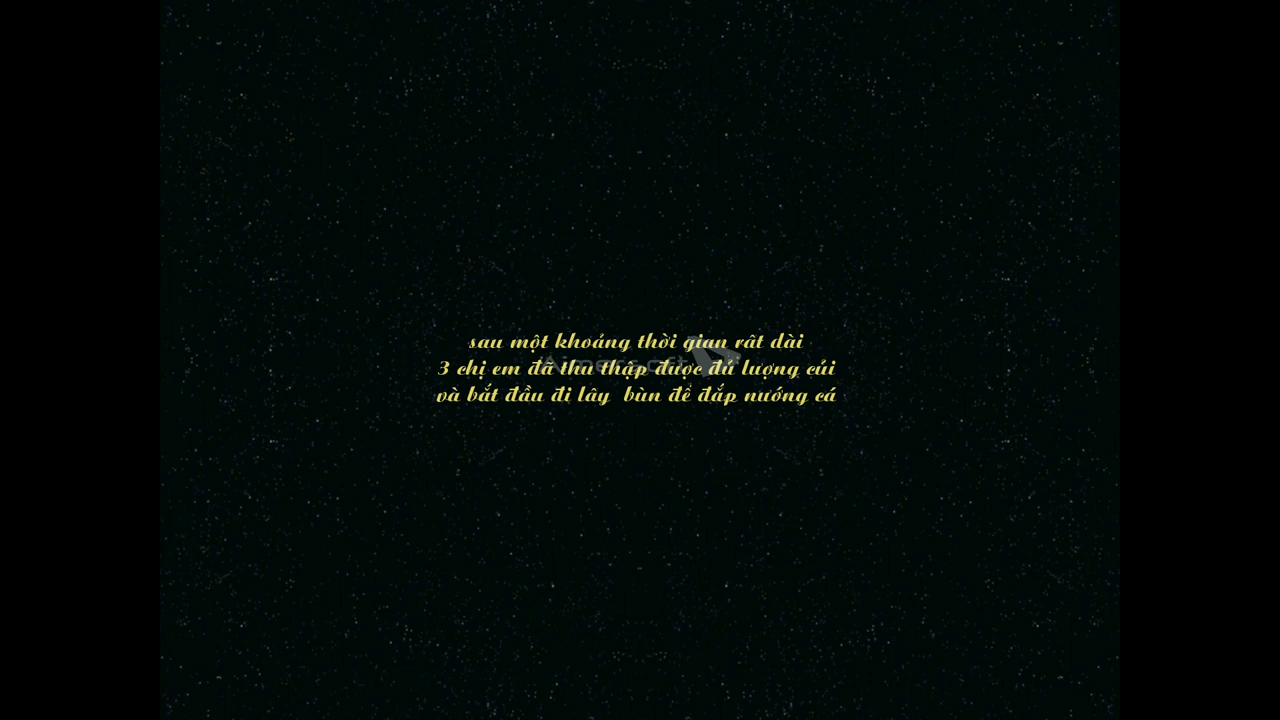 sau một khoảng thời gian rất dài
3 chị em đã thu thập được đủ lượng củi
và bắt đầu đi lấy bùn để đắp nướng cá
Aimersoft